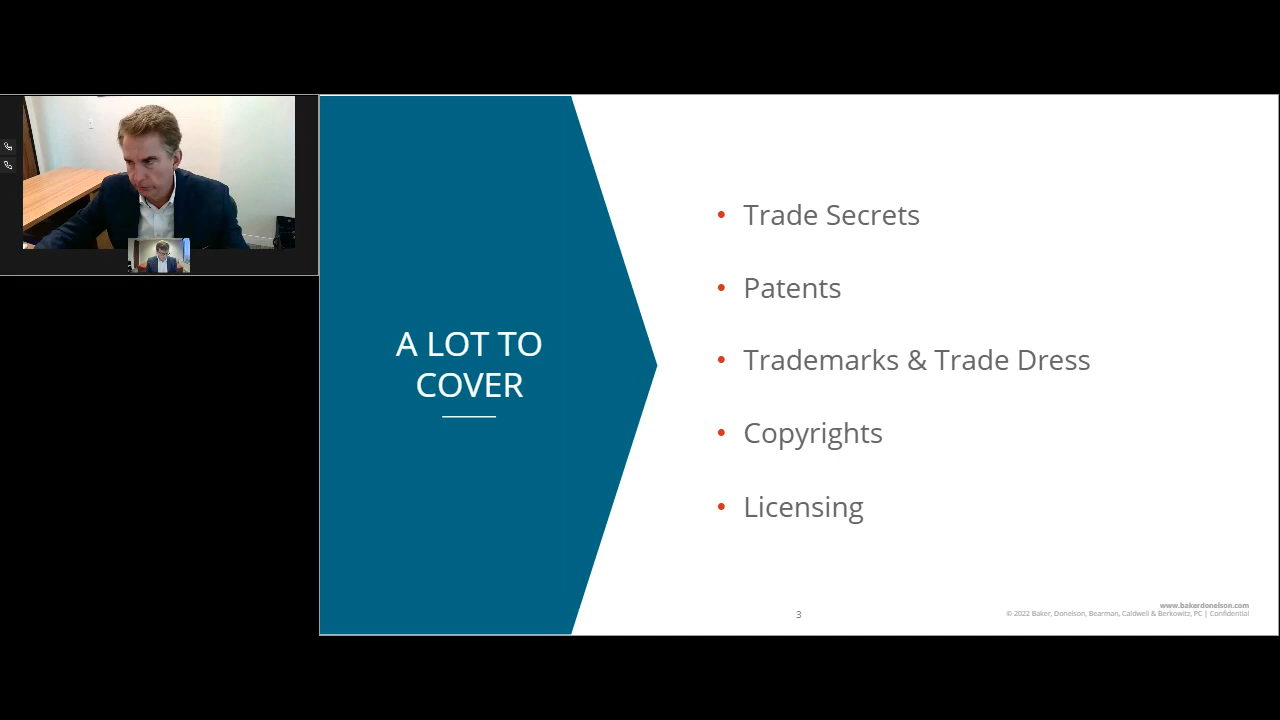 A LOT TO
COVER
• Trade Secrets
• Patents
• Trademarks & Trade Dress
• Copyrights
• Licensing
3
www.bakerdonelson.com
© 2022 Baker, Donelson, Bearman, Caldwell & Berkowitz, PC | Confidential